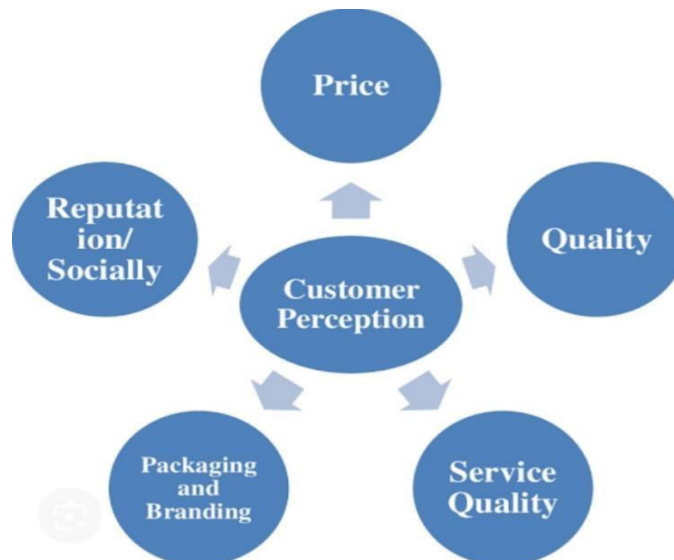 Price
Reputat
ion/
Socially
Quality
Customer
Perception
Packaging
and
Branding
Service
Quality